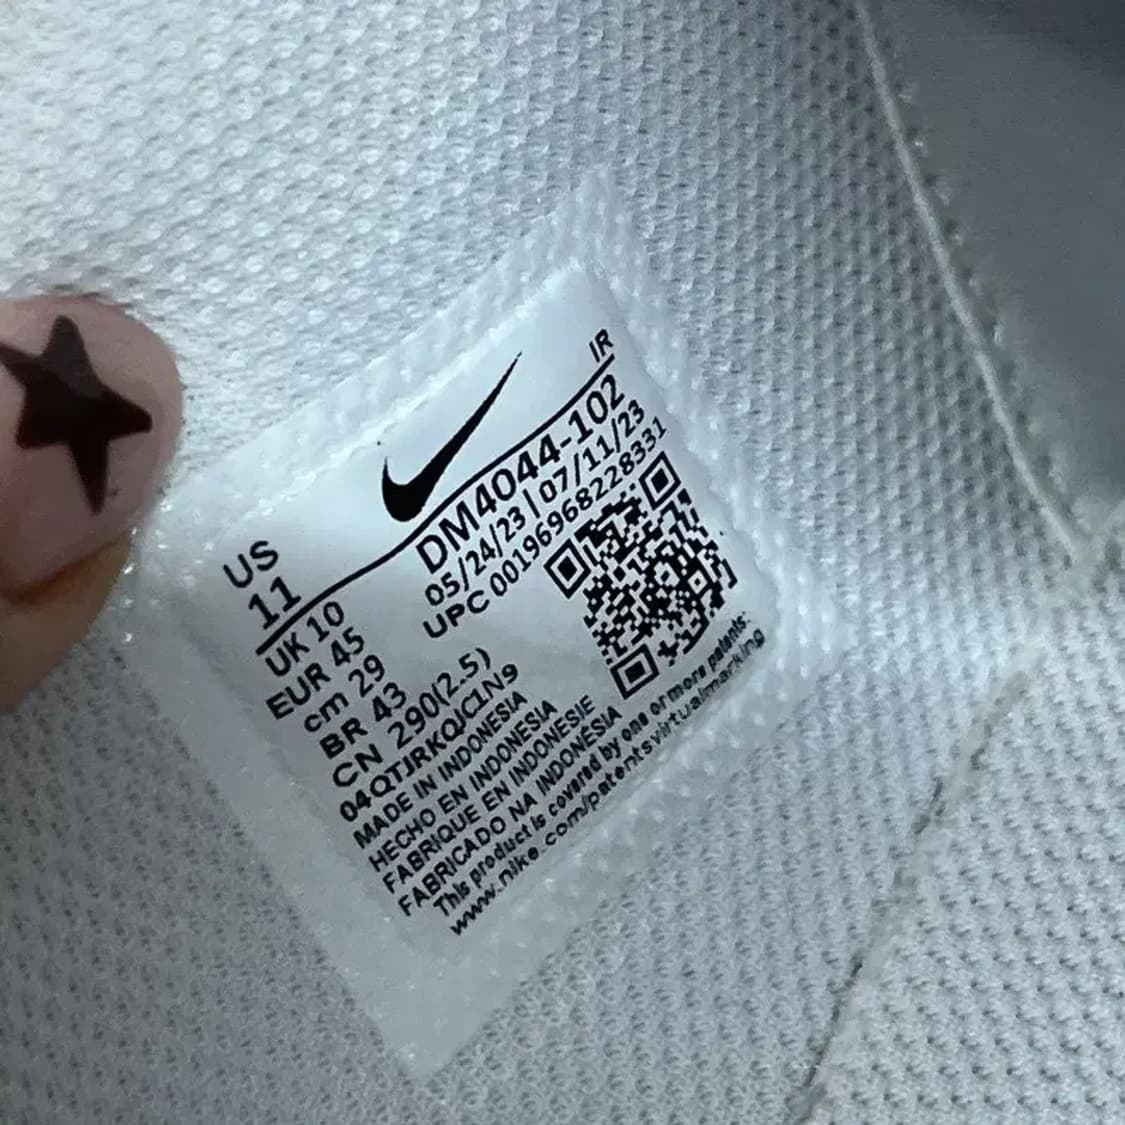 IR
US
11
DM4044-102
05/24/23 | 07/11/23
UPC 00196968228331
UK 10
EUR 45
cm 29
BR 43
CN 290(2.5)
04QTJRKQJC1N9
MADE IN INDONESIA
HECHO EN INDONESIA
FABRIQUE EN INDONESIE
FABRICADO NA INDONÉSIA
This product is covered by one or more patents:
www.nike.com/patentsvirtualmarking